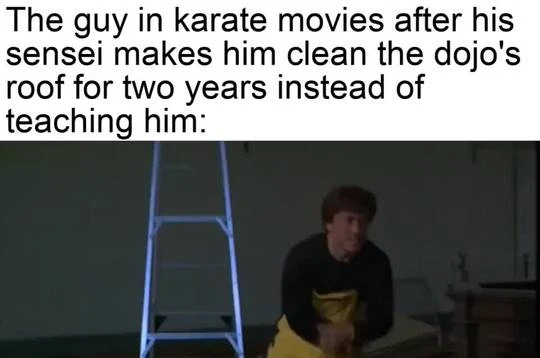 The guy in karate movies after his
sensei makes him clean the dojo's
roof for two years instead of
teaching him: